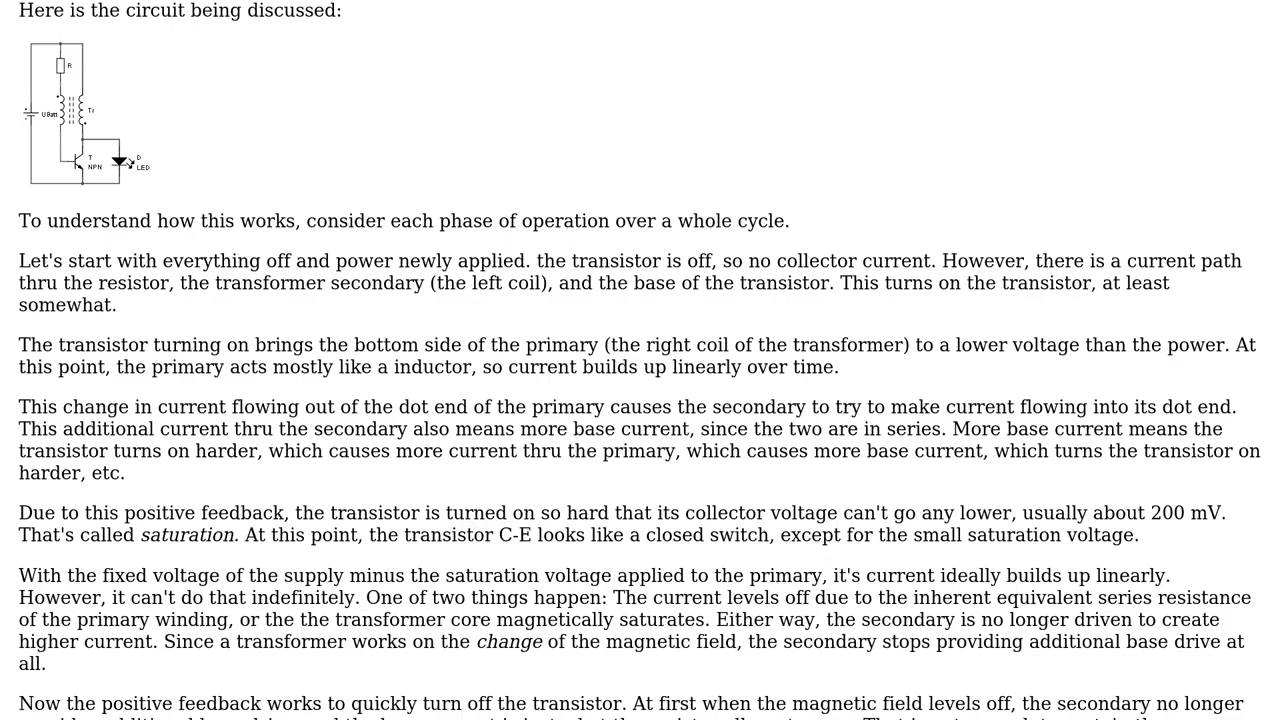 Here is the circuit being discussed:
R
UBatt
Tr
T
NPN
D
LED
To understand how this works, consider each phase of operation over a whole cycle.
Let's start with everything off and power newly applied. the transistor is off, so no collector current. However, there is a current path
thru the resistor, the transformer secondary (the left coil), and the base of the transistor. This turns on the transistor, at least
somewhat.
The transistor turning on brings the bottom side of the primary (the right coil of the transformer) to a lower voltage than the power. At
this point, the primary acts mostly like a inductor, so current builds up linearly over time.
This change in current flowing out of the dot end of the primary causes the secondary to try to make current flowing into its dot end.
This additional current thru the secondary also means more base current, since the two are in series. More base current means the
transistor turns on harder, which causes more current thru the primary, which causes more base current, which turns the transistor on
harder, etc.
Due to this positive feedback, the transistor is turned on so hard that its collector voltage can't go any lower, usually about 200 mV.
That's called saturation. At this point, the transistor C-E looks like a closed switch, except for the small saturation voltage.
With the fixed voltage of the supply minus the saturation voltage applied to the primary, it's current ideally builds up linearly.
However, it can't do that indefinitely. One of two things happen: The current levels off due to the inherent equivalent series resistance
of the primary winding, or the the transformer core magnetically saturates. Either way, the secondary is no longer driven to create
higher current. Since a transformer works on the change of the magnetic field, the secondary stops providing additional base drive at
all.
Now the positive feedback works to quickly turn off the transistor. At first when the magnetic field levels off, the secondary no longer